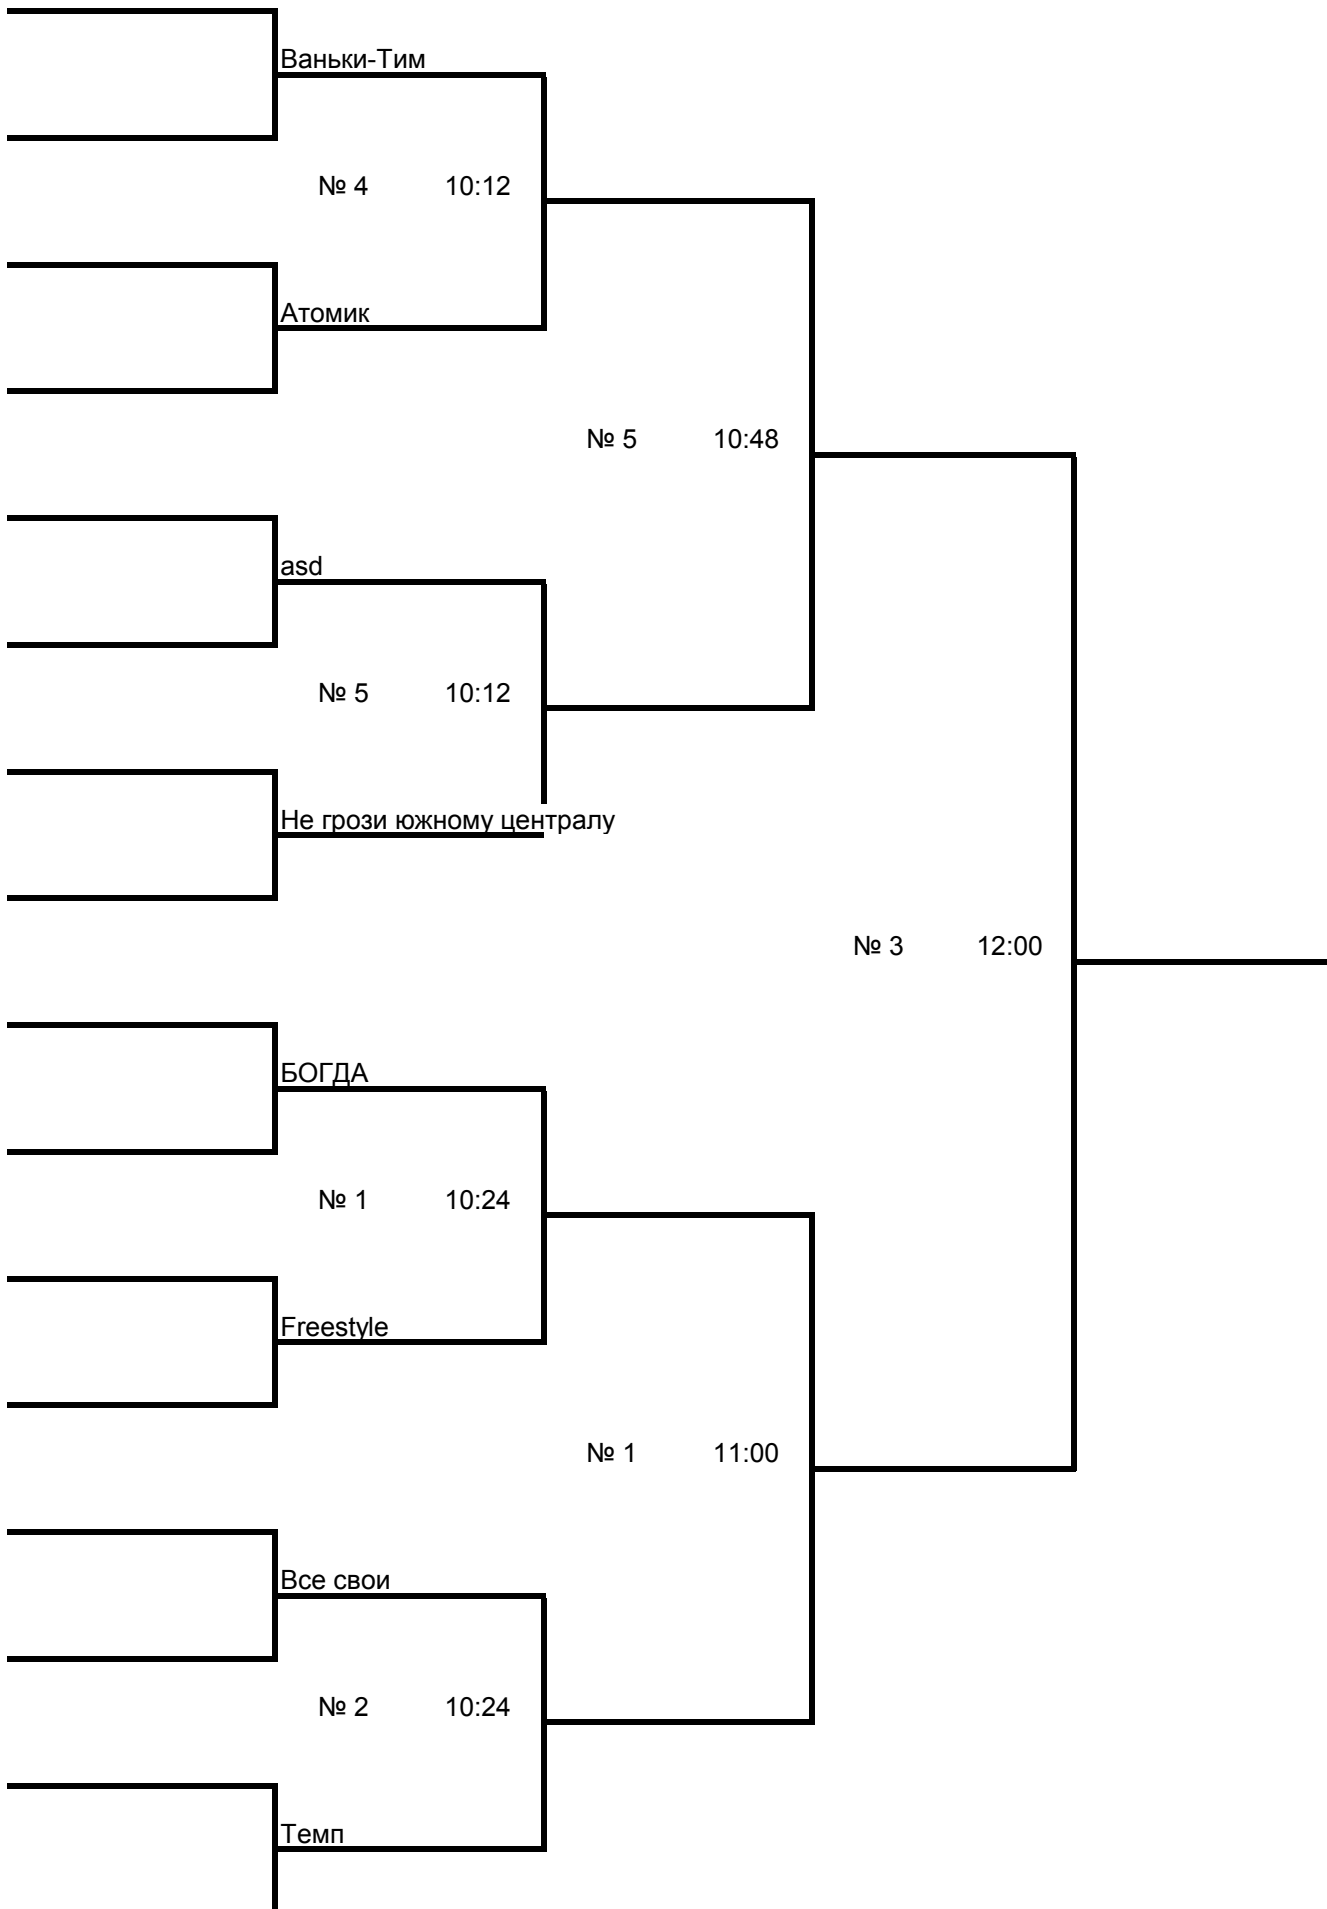 Ваньки-Тим
№ 4 10:12
Атомик
№ 5 10:48
asd
№ 5 10:12
Не грози южному централу
№ 3 12:00
БОГДА
№ 1 10:24
Freestyle
№ 1 11:00
Все свои
№ 2 10:24
Темп